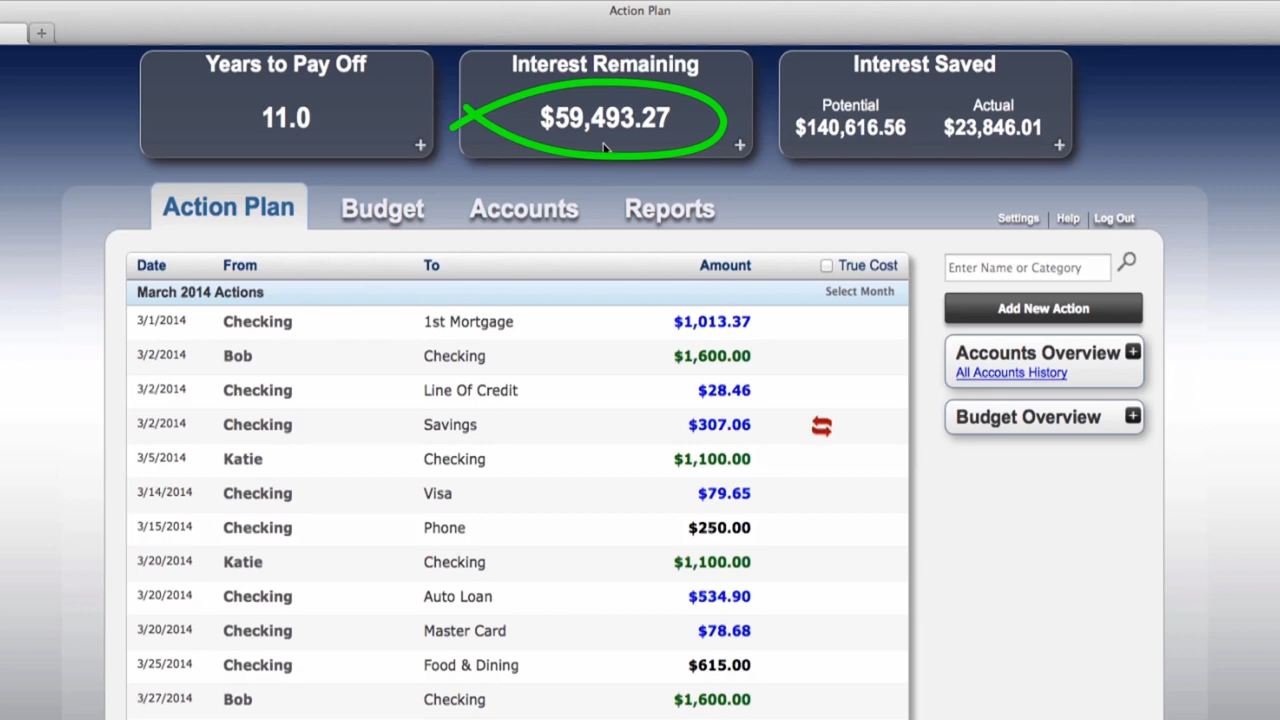 Action Plan
Years to Pay Off
11.0
Interest Remaining
$59,493.27
Interest Saved
Potential Actual
$140,616.56 $23,846.01
Action Plan Budget Accounts Reports
Settings Help Log Out
Date From To Amount True Cost
March 2014 Actions Select Month
3/1/2014 Checking 1st Mortgage $1,013.37
3/2/2014 Bob Checking $1,600.00
3/2/2014 Checking Line Of Credit $28.46
3/2/2014 Checking Savings $307.06
3/5/2014 Katie Checking $1,100.00
3/14/2014 Checking Visa $79.65
3/15/2014 Checking Phone $250.00
3/20/2014 Katie Checking $1,100.00
3/20/2014 Checking Auto Loan $534.90
3/20/2014 Checking Master Card $78.68
3/25/2014 Checking Food & Dining $615.00
3/27/2014 Bob Checking $1,600.00
Enter Name or Category
Add New Action
Accounts Overview
All Accounts History
Budget Overview